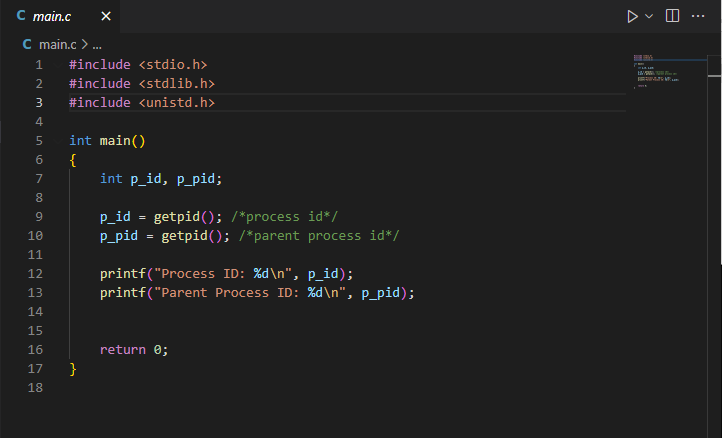 C main.c ×
C main.c > ...
1 #include <stdio.h>
2 #include <stdlib.h>
3 #include <unistd.h>
4
5 int main()
6 {
7 int p_id, p_pid;
8
9 p_id = getpid(); /*process id*/
10 p_pid = getpid(); /*parent process id*/
11
12 printf("Process ID: %d\n", p_id);
13 printf("Parent Process ID: %d\n", p_pid);
14
15
16 return 0;
17 }
18